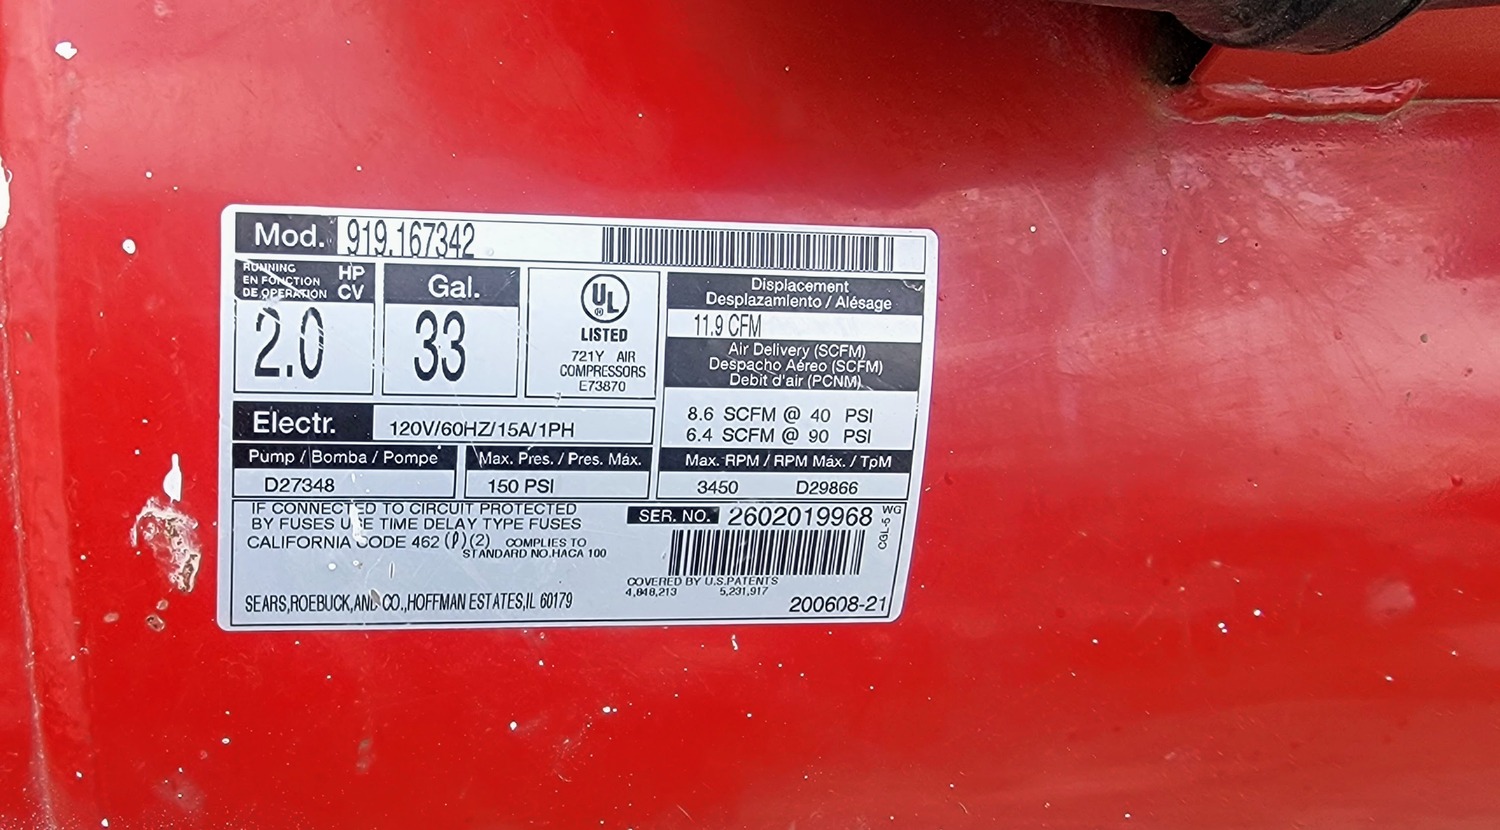 Mod. 919.167342
RUNNING
EN FONCTION
DE OPERATION
HP
CV
2.0
Gal.
33
UL
®
LISTED
721Y AIR
COMPRESSORS
E73870
Displacement
Desplazamiento / Alésage
11.9 CFM
Air Delivery (SCFM)
Despacho Aéreo (SCFM)
Debit d'air (PCNM)
8.6 SCFM @ 40 PSI
6.4 SCFM @ 90 PSI
Electr. 120V/60HZ/15A/1PH
Pump / Bomba / Pompe
D27348
Max. Pres. / Pres. Máx.
150 PSI
Max. RPM / RPM Máx. / TpM
3450 D29866
IF CONNECTED TO CIRCUIT PROTECTED
BY FUSES USE TIME DELAY TYPE FUSES
CALIFORNIA CODE 462 (ℓ) (2) COMPLIES TO
STANDARD NO.HACA 100
SER. NO. 2602019968
WG
CGL-5
COVERED BY U.S.PATENTS
4,848,213 5,231,917
SEARS,ROEBUCK,AND CO.,HOFFMAN ESTATES,IL 60179
200608-21